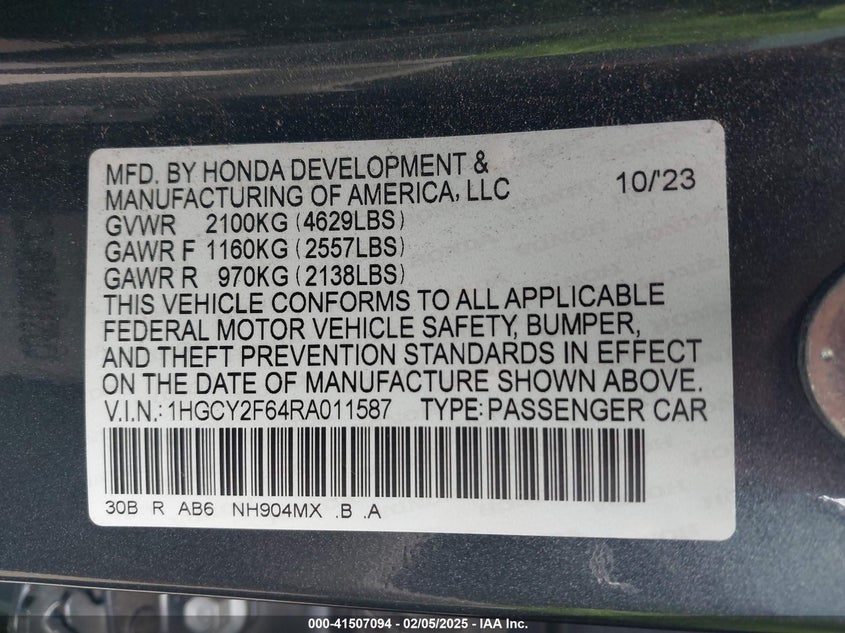 MFD. BY HONDA DEVELOPMENT &
MANUFACTURING OF AMERICA, LLC 10/'23
GVWR 2100KG (4629LBS)
GAWR F 1160KG (2557LBS)
GAWR R 970KG (2138LBS)
THIS VEHICLE CONFORMS TO ALL APPLICABLE
FEDERAL MOTOR VEHICLE SAFETY, BUMPER,
AND THEFT PREVENTION STANDARDS IN EFFECT
ON THE DATE OF MANUFACTURE SHOWN ABOVE.
V.I.N.: 1HGCY2F64RA011587 TYPE: PASSENGER CAR
30B R AB6 NH904MX .B .A
000-41507094 - 02/05/2025 - IAA Inc.